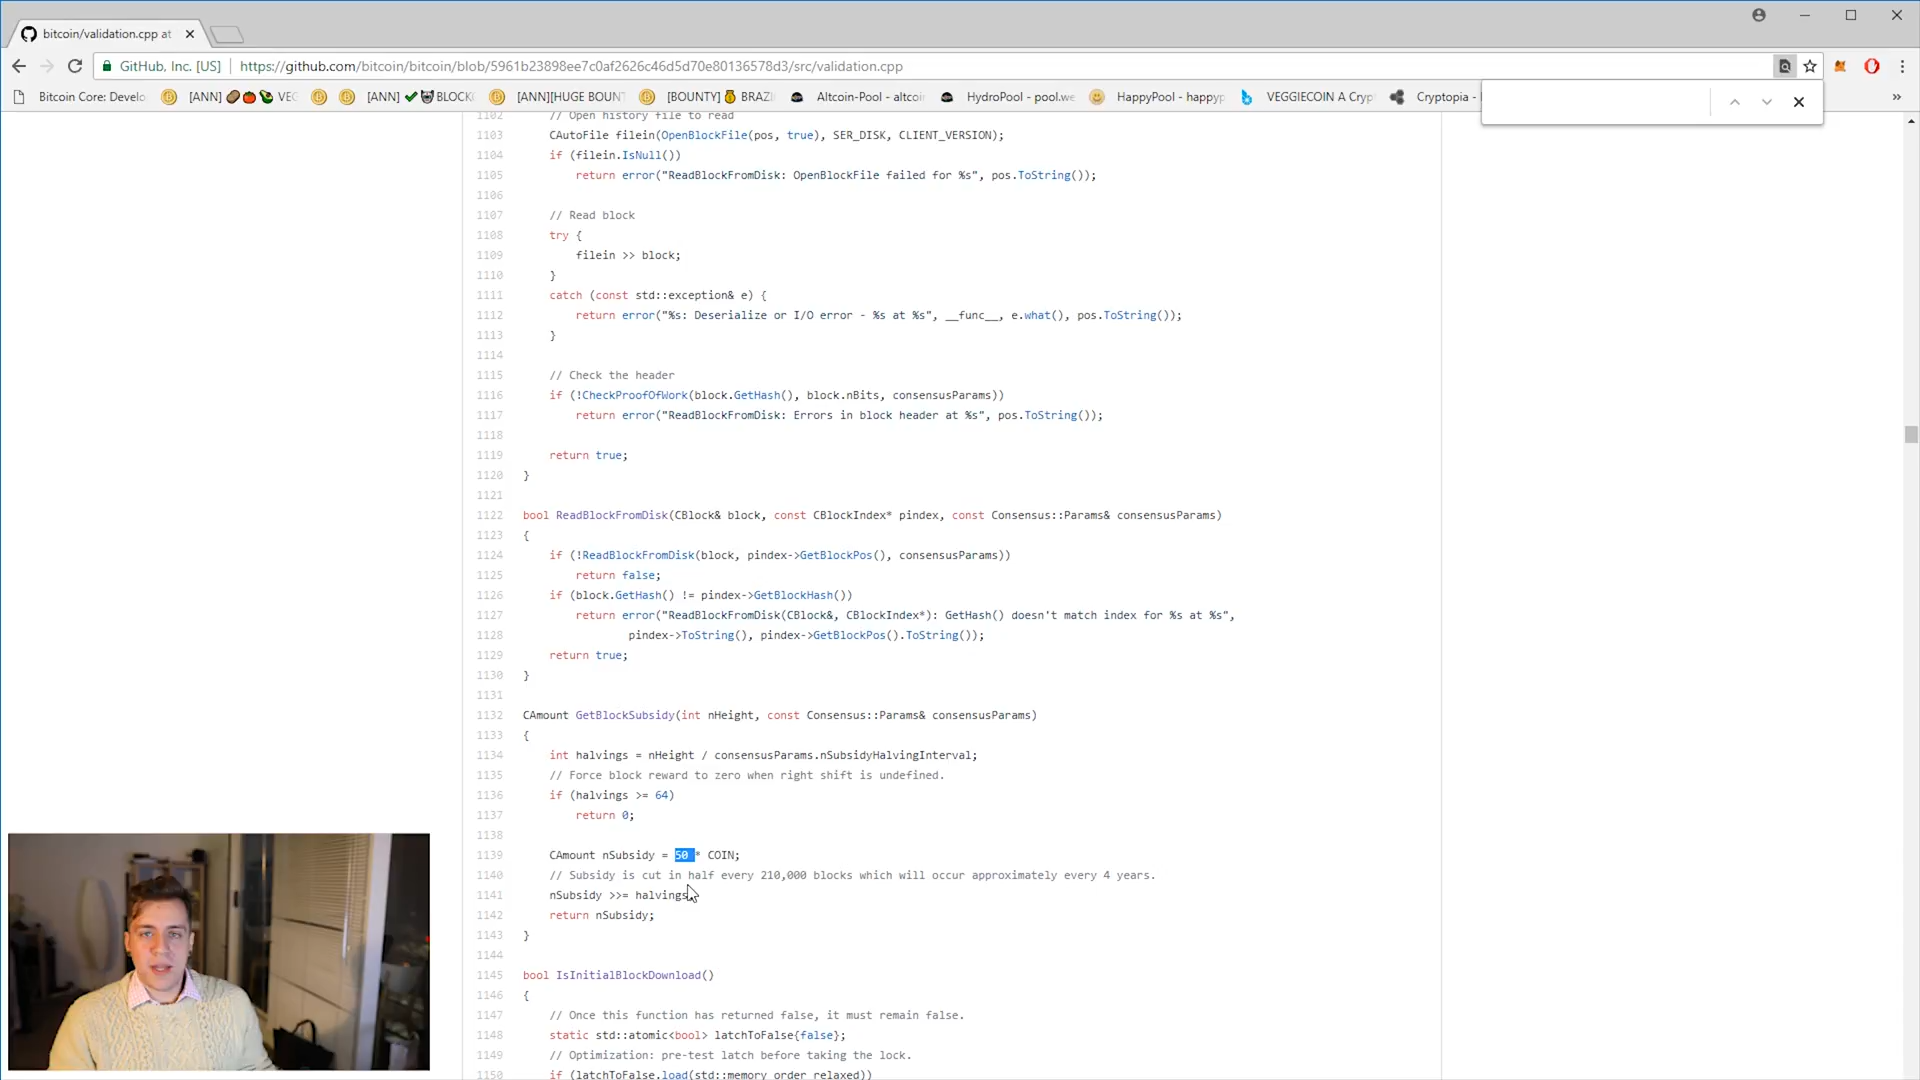 bitcoin/validation.cpp at
GitHub, Inc. [US] | https://github.com/bitcoin/bitcoin/blob/5961b23898ee7c0af2626c46d5d70e80136578d3/src/validation.cpp
Bitcoin Core: Develo [ANN] VEG [ANN] BLOCK [ANN][HUGE BOUNT [BOUNTY] BRAZI Altcoin-Pool - altcoi HydroPool - pool.we HappyPool - happyp VEGGIECOIN A Cryp Cryptopia - »
1102 // Open history file to read
1103 CAutoFile filein(OpenBlockFile(pos, true), SER_DISK, CLIENT_VERSION);
1104 if (filein.IsNull())
1105 return error("ReadBlockFromDisk: OpenBlockFile failed for %s", pos.ToString());
1106
1107 // Read block
1108 try {
1109 filein >> block;
1110 }
1111 catch (const std::exception& e) {
1112 return error("%s: Deserialize or I/O error - %s at %s", __func__, e.what(), pos.ToString());
1113 }
1114
1115 // Check the header
1116 if (!CheckProofOfWork(block.GetHash(), block.nBits, consensusParams))
1117 return error("ReadBlockFromDisk: Errors in block header at %s", pos.ToString());
1118
1119 return true;
1120 }
1121
1122 bool ReadBlockFromDisk(CBlock& block, const CBlockIndex* pindex, const Consensus::Params& consensusParams)
1123 {
1124 if (!ReadBlockFromDisk(block, pindex->GetBlockPos(), consensusParams))
1125 return false;
1126 if (block.GetHash() != pindex->GetBlockHash())
1127 return error("ReadBlockFromDisk(CBlock&, CBlockIndex*): GetHash() doesn't match index for %s at %s",
1128 pindex->ToString(), pindex->GetBlockPos().ToString());
1129 return true;
1130 }
1131
1132 CAmount GetBlockSubsidy(int nHeight, const Consensus::Params& consensusParams)
1133 {
1134 int halvings = nHeight / consensusParams.nSubsidyHalvingInterval;
1135 // Force block reward to zero when right shift is undefined.
1136 if (halvings >= 64)
1137 return 0;
1138
1139 CAmount nSubsidy = 50 * COIN;
1140 // Subsidy is cut in half every 210,000 blocks which will occur approximately every 4 years.
1141 nSubsidy >>= halvings
1142 return nSubsidy;
1143 }
1144
1145 bool IsInitialBlockDownload()
1146 {
1147 // Once this function has returned false, it must remain false.
1148 static std::atomic<bool> latchToFalse{false};
1149 // Optimization: pre-test latch before taking the lock.
1150 if (latchToFalse.load(std::memory_order_relaxed))